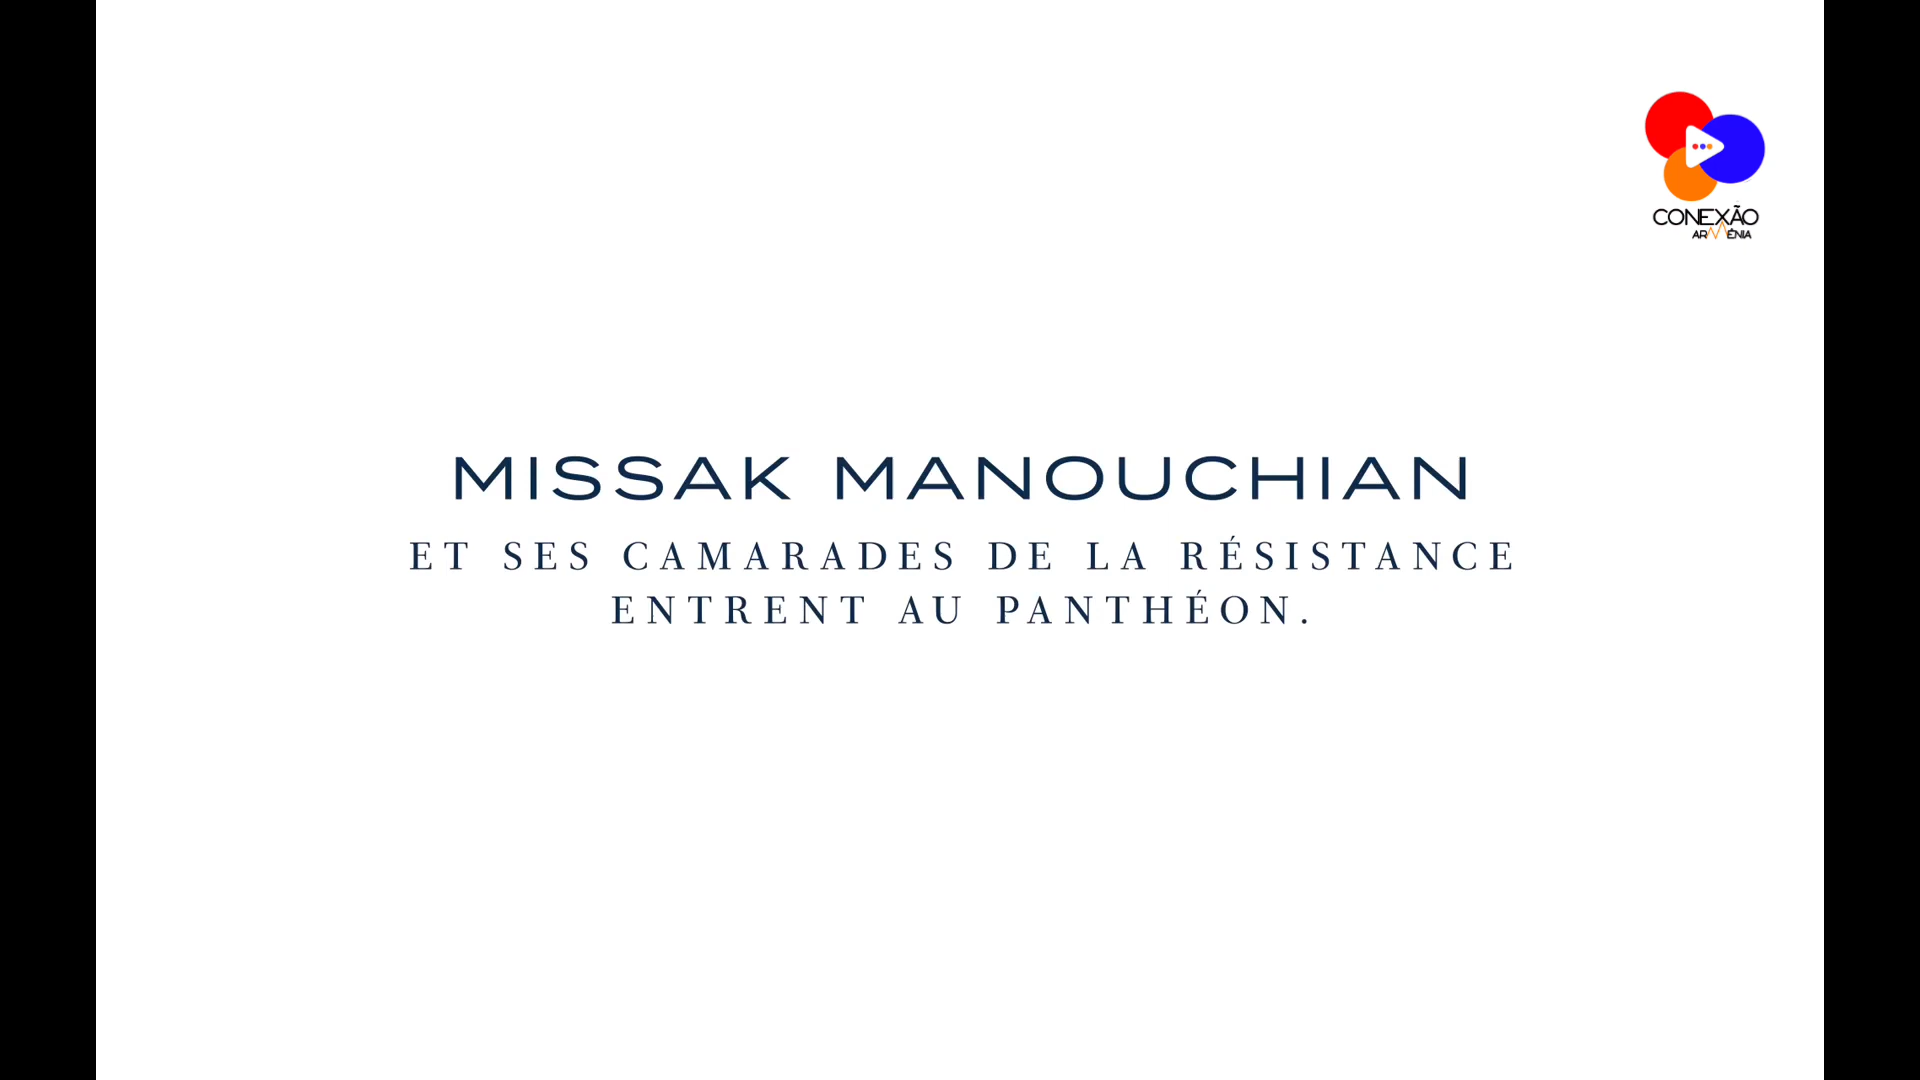 CONEXÃO
ARMÊNIA
MISSAK MANOUCHIAN
ET SES CAMARADES DE LA RÉSISTANCE
ENTRENT AU PANTHÉON.